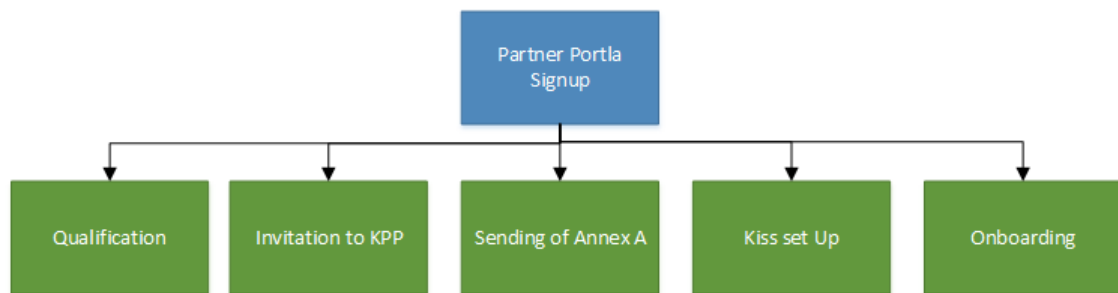 Partner Portla
Signup
Qualification
Invitation to KPP
Sending of Annex A
Kiss set Up
Onboarding